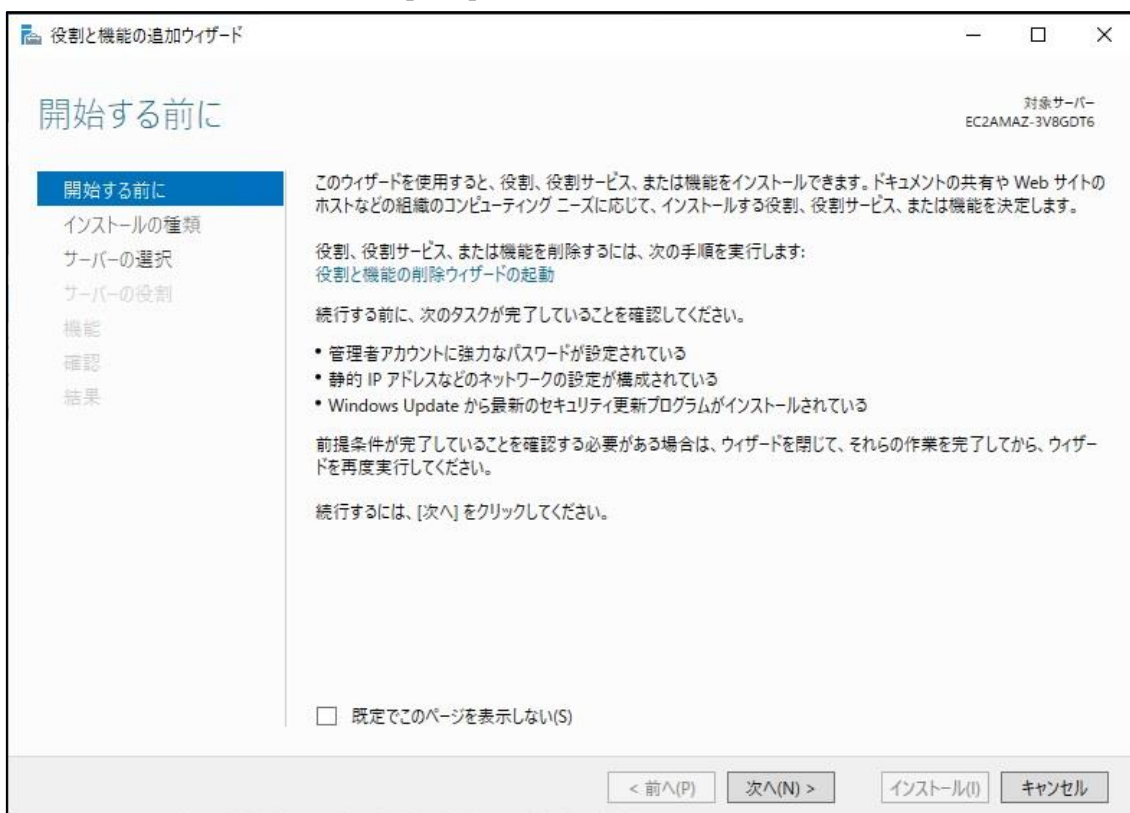 役割と機能の追加ウィザード
開始する前に
対象サーバー
EC2AMAZ-3V8GDT6
開始する前に
インストールの種類
サーバーの選択
サーバーの役割
機能
確認
結果
このウィザードを使用すると、役割、役割サービス、または機能をインストールできます。ドキュメントの共有や Web サイトの
ホストなどの組織のコンピューティング ニーズに応じて、インストールする役割、役割サービス、または機能を決定します。
役割、役割サービス、または機能を削除するには、次の手順を実行します:
役割と機能の削除ウィザードの起動
続行する前に、次のタスクが完了していることを確認してください。
• 管理者アカウントに強力なパスワードが設定されている
• 静的 IP アドレスなどのネットワークの設定が構成されている
• Windows Update から最新のセキュリティ更新プログラムがインストールされている
前提条件が完了していることを確認する必要がある場合は、ウィザードを閉じて、それらの作業を完了してから、ウィザー
ドを再度実行してください。
続行するには、[次へ] をクリックしてください。
既定でこのページを表示しない(S)
< 前へ(P) 次へ(N) > インストール(I) キャンセル